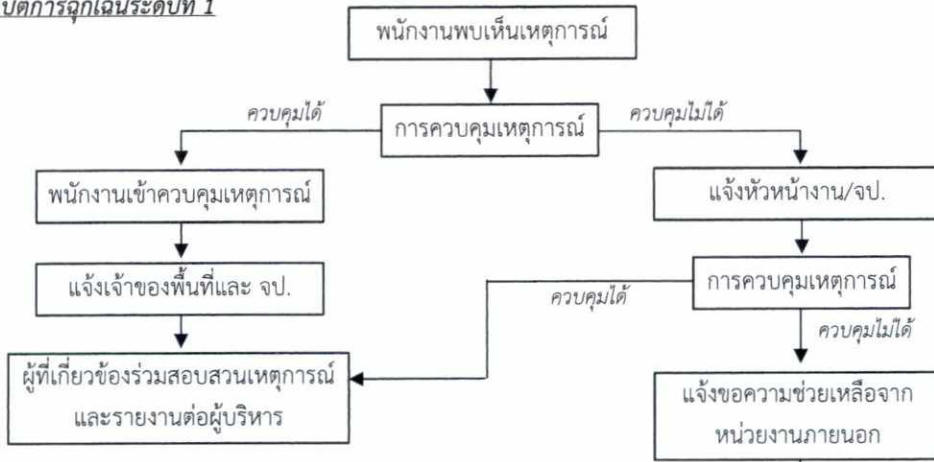 ปฏิบัติการฉุกเฉินระดับที่ 1
พนักงานพบเห็นเหตุการณ์
ควบคุมได้
การควบคุมเหตุการณ์
ควบคุมไม่ได้
พนักงานเข้าควบคุมเหตุการณ์
แจ้งหัวหน้างาน/จป.
แจ้งเจ้าของพื้นที่และ จป.
การควบคุมเหตุการณ์
ควบคุมได้
ควบคุมไม่ได้
ผู้ที่เกี่ยวข้องร่วมสอบสวนเหตุการณ์
และรายงานต่อผู้บริหาร
แจ้งขอความช่วยเหลือจาก
หน่วยงานภายนอก